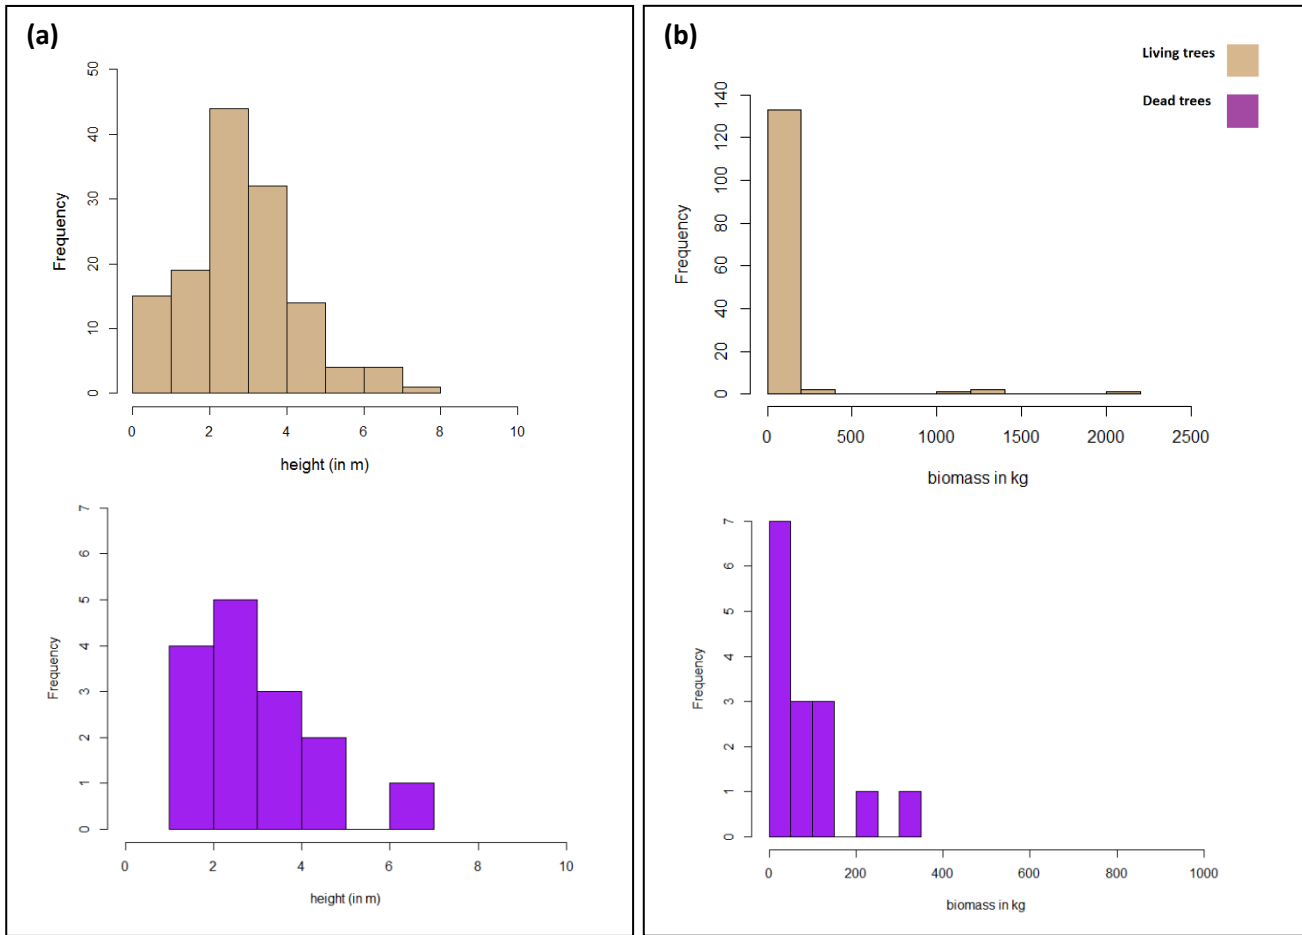 (a)
50
40
30
20
10
0
Frequency
0 2 4 6 8 10
height (in m)
7
6
5
4
3
2
1
0
Frequency
0 2 4 6 8 10
height (in m)
(b)
Living trees
Dead trees
140
120
100
80
60
40
20
0
Frequency
0 500 1000 1500 2000 2500
biomass in kg
7
6
5
4
3
2
1
0
Frequency
0 200 400 600 800 1000
biomass in kg